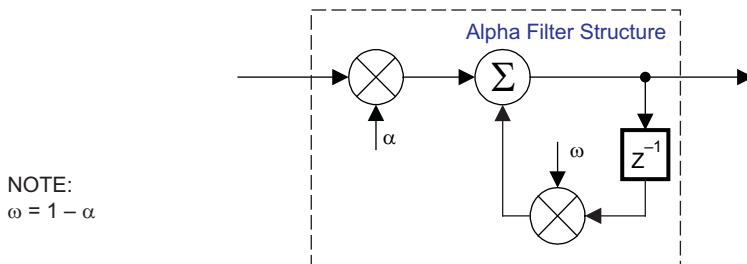 Alpha Filter Structure
Σ
α
ω
Z⁻¹
NOTE:
ω = 1 – α